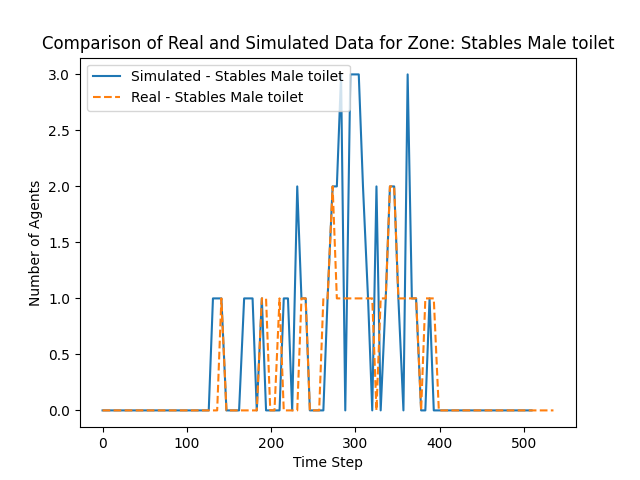 Comparison of Real and Simulated Data for Zone: Stables Male toilet
Simulated - Stables Male toilet
Real - Stables Male toilet
3.0
2.5
2.0
1.5
1.0
0.5
0.0
Number of Agents
0 100 200 300 400 500
Time Step